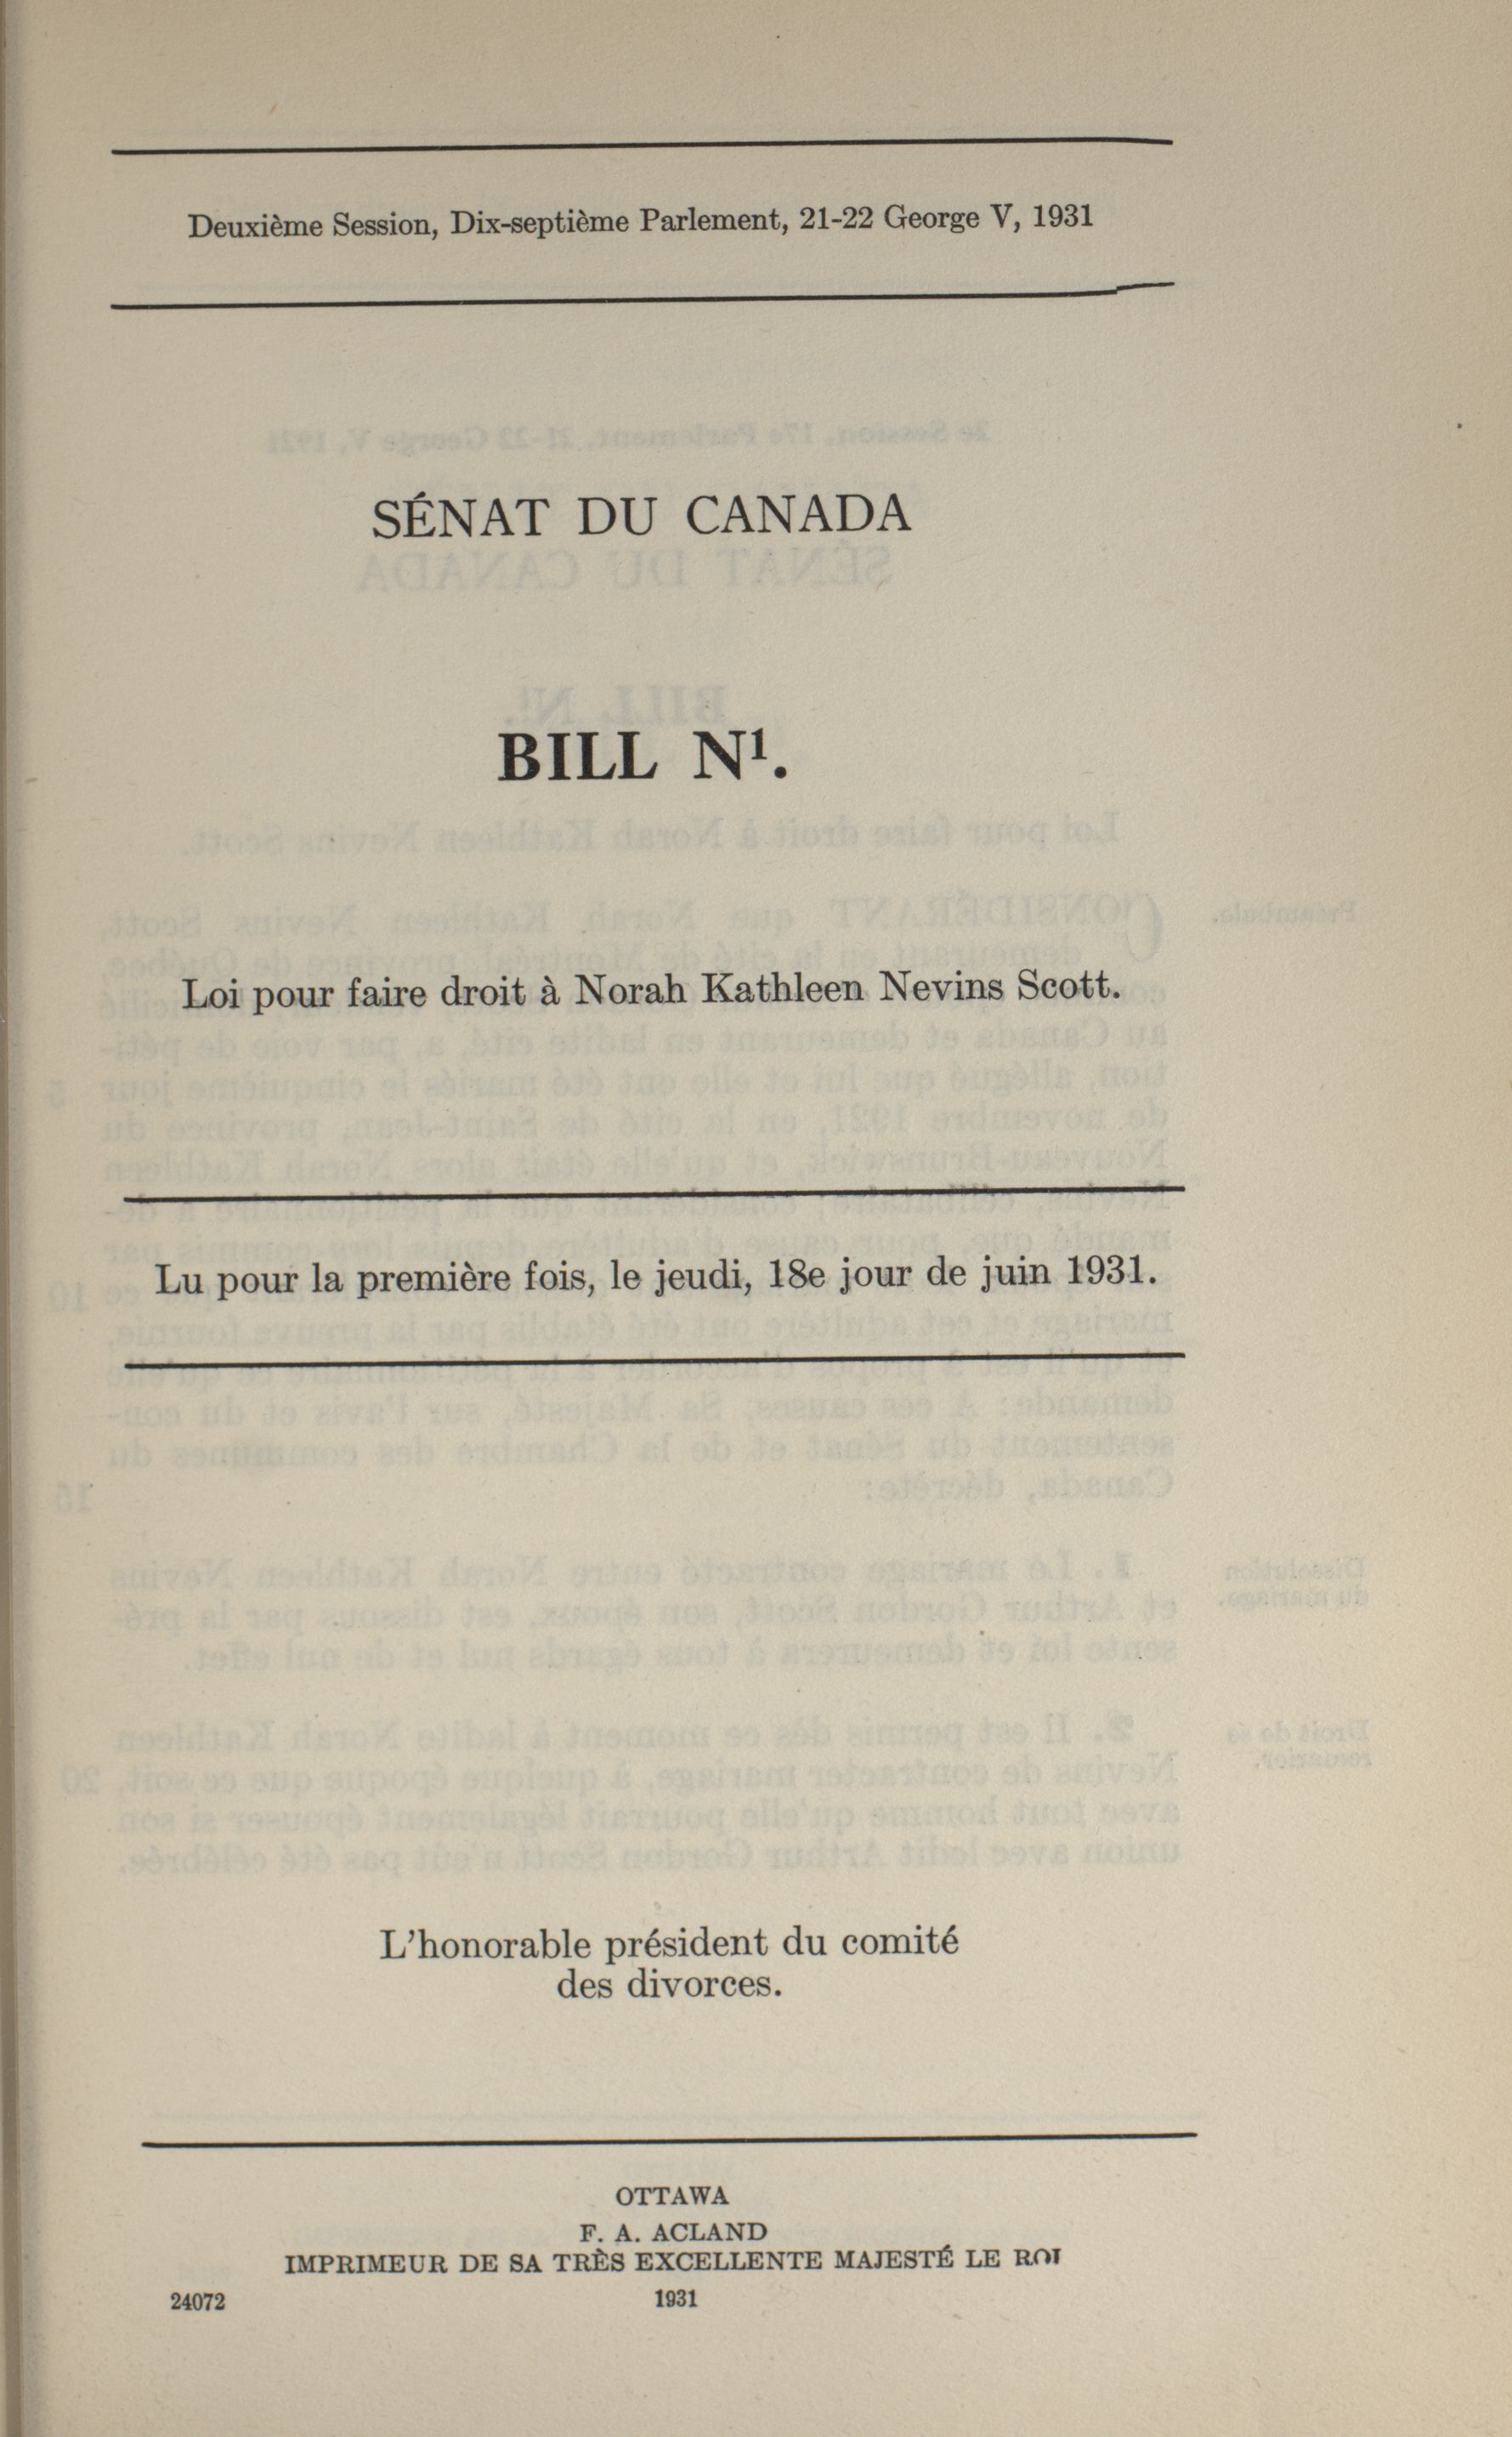 Deuxième Session, Dix-septième Parlement, 21-22 George V, 1931
SÉNAT DU CANADA
BILL N¹.
Loi pour faire droit à Norah Kathleen Nevins Scott.
Lu pour la première fois, le jeudi, 18e jour de juin 1931.
L'honorable président du comité
des divorces.
OTTAWA
F. A. ACLAND
IMPRIMEUR DE SA TRÈS EXCELLENTE MAJESTÉ LE ROI
24072 1931